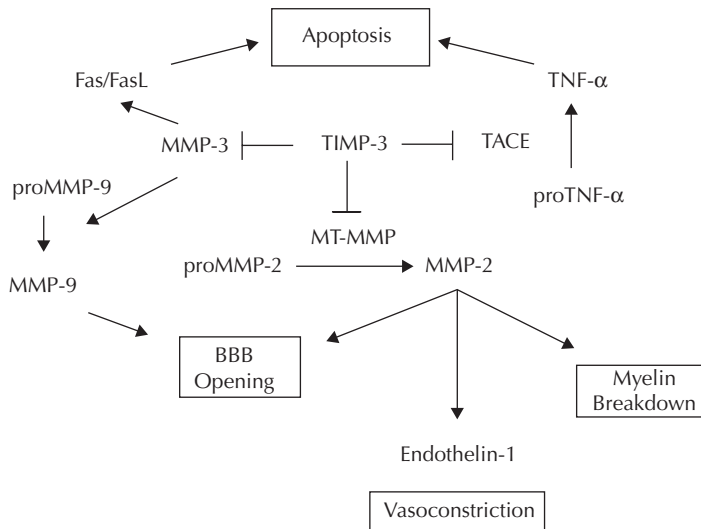 Apoptosis
Fas/FasL
TNF-α
MMP-3
TIMP-3
TACE
proMMP-9
proTNF-α
MT-MMP
proMMP-2
MMP-2
MMP-9
BBB
Opening
Myelin
Breakdown
Endothelin-1
Vasoconstriction